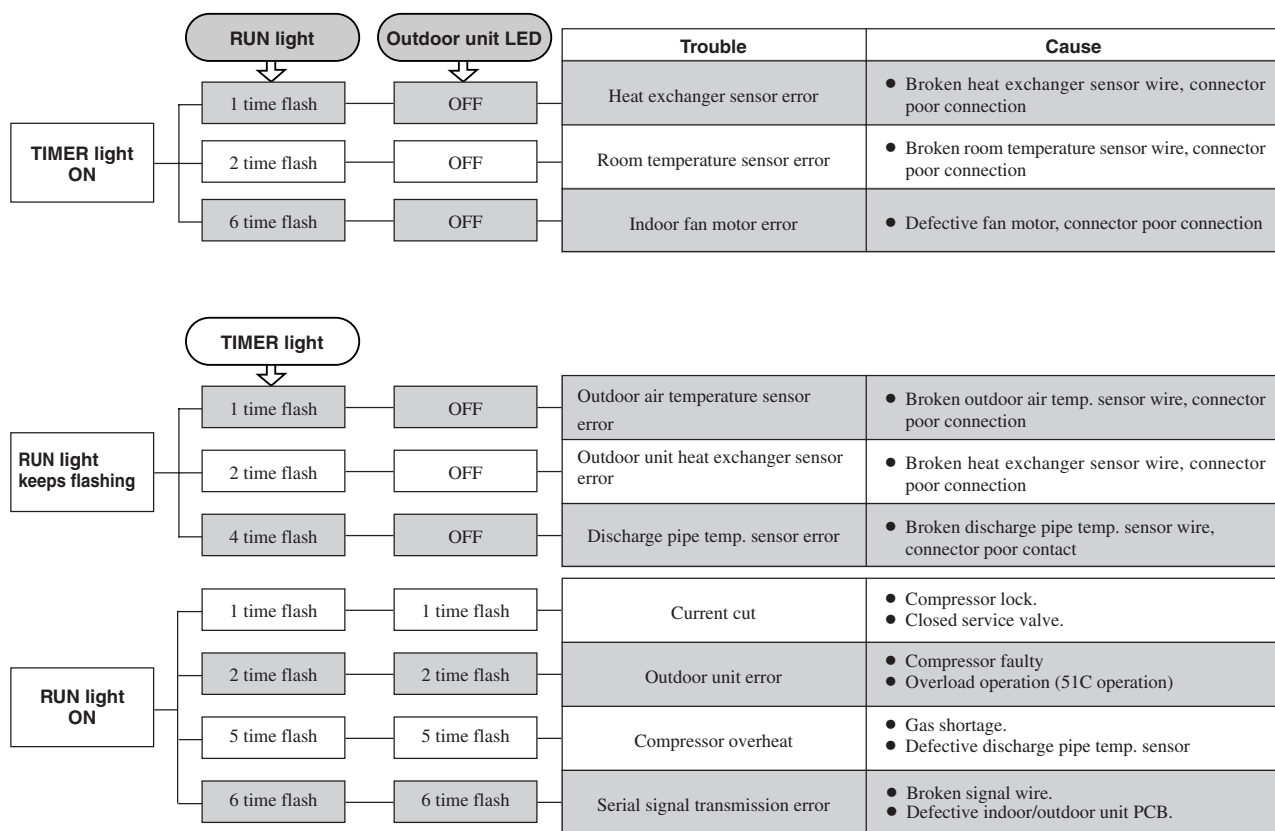 RUN light
Outdoor unit LED
Trouble
Cause
TIMER light
ON
1 time flash
OFF
Heat exchanger sensor error
● Broken heat exchanger sensor wire, connector
poor connection
2 time flash
OFF
Room temperature sensor error
● Broken room temperature sensor wire, connector
poor connection
6 time flash
OFF
Indoor fan motor error
● Defective fan motor, connector poor connection
TIMER light
RUN light
keeps flashing
1 time flash
OFF
Outdoor air temperature sensor
error
● Broken outdoor air temp. sensor wire, connector
poor connection
2 time flash
OFF
Outdoor unit heat exchanger sensor
error
● Broken heat exchanger sensor wire, connector
poor connection
4 time flash
OFF
Discharge pipe temp. sensor error
● Broken discharge pipe temp. sensor wire,
connector poor contact
RUN light
ON
1 time flash
1 time flash
Current cut
● Compressor lock.
● Closed service valve.
2 time flash
2 time flash
Outdoor unit error
● Compressor faulty
● Overload operation (51C operation)
5 time flash
5 time flash
Compressor overheat
● Gas shortage.
● Defective discharge pipe temp. sensor
6 time flash
6 time flash
Serial signal transmission error
● Broken signal wire.
● Defective indoor/outdoor unit PCB.